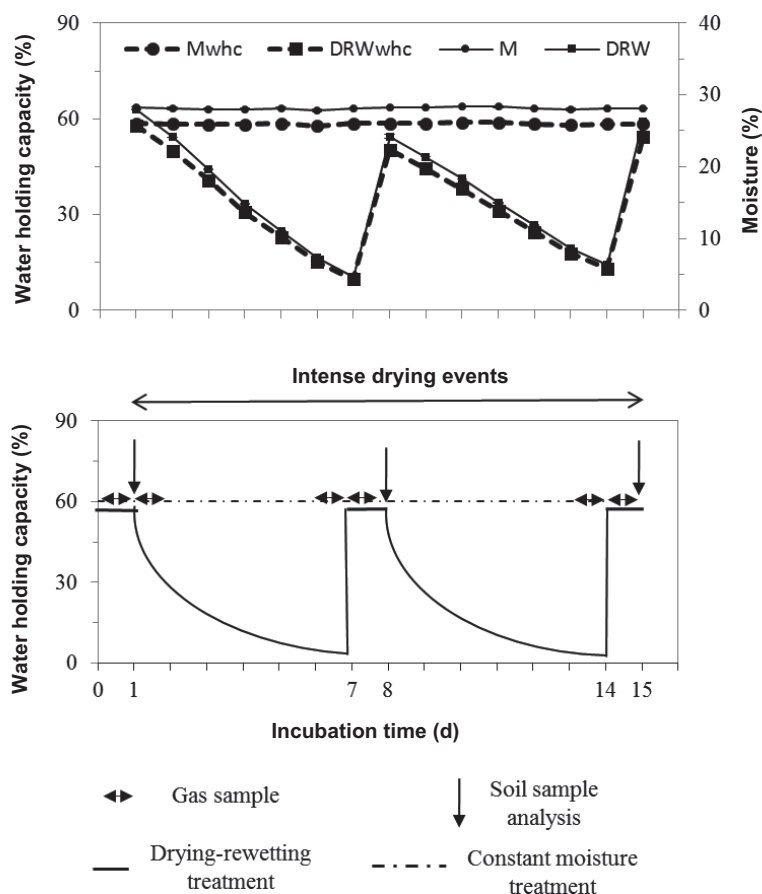 90
60
30
0
Water holding capacity (%)
Mwhc DRWwhc M DRW
40
30
20
10
0
Moisture (%)
Intense drying events
90
60
30
0
Water holding capacity (%)
0 1 7 8 14 15
Incubation time (d)
Gas sample
Soil sample
analysis
Drying-rewetting
treatment
Constant moisture
treatment